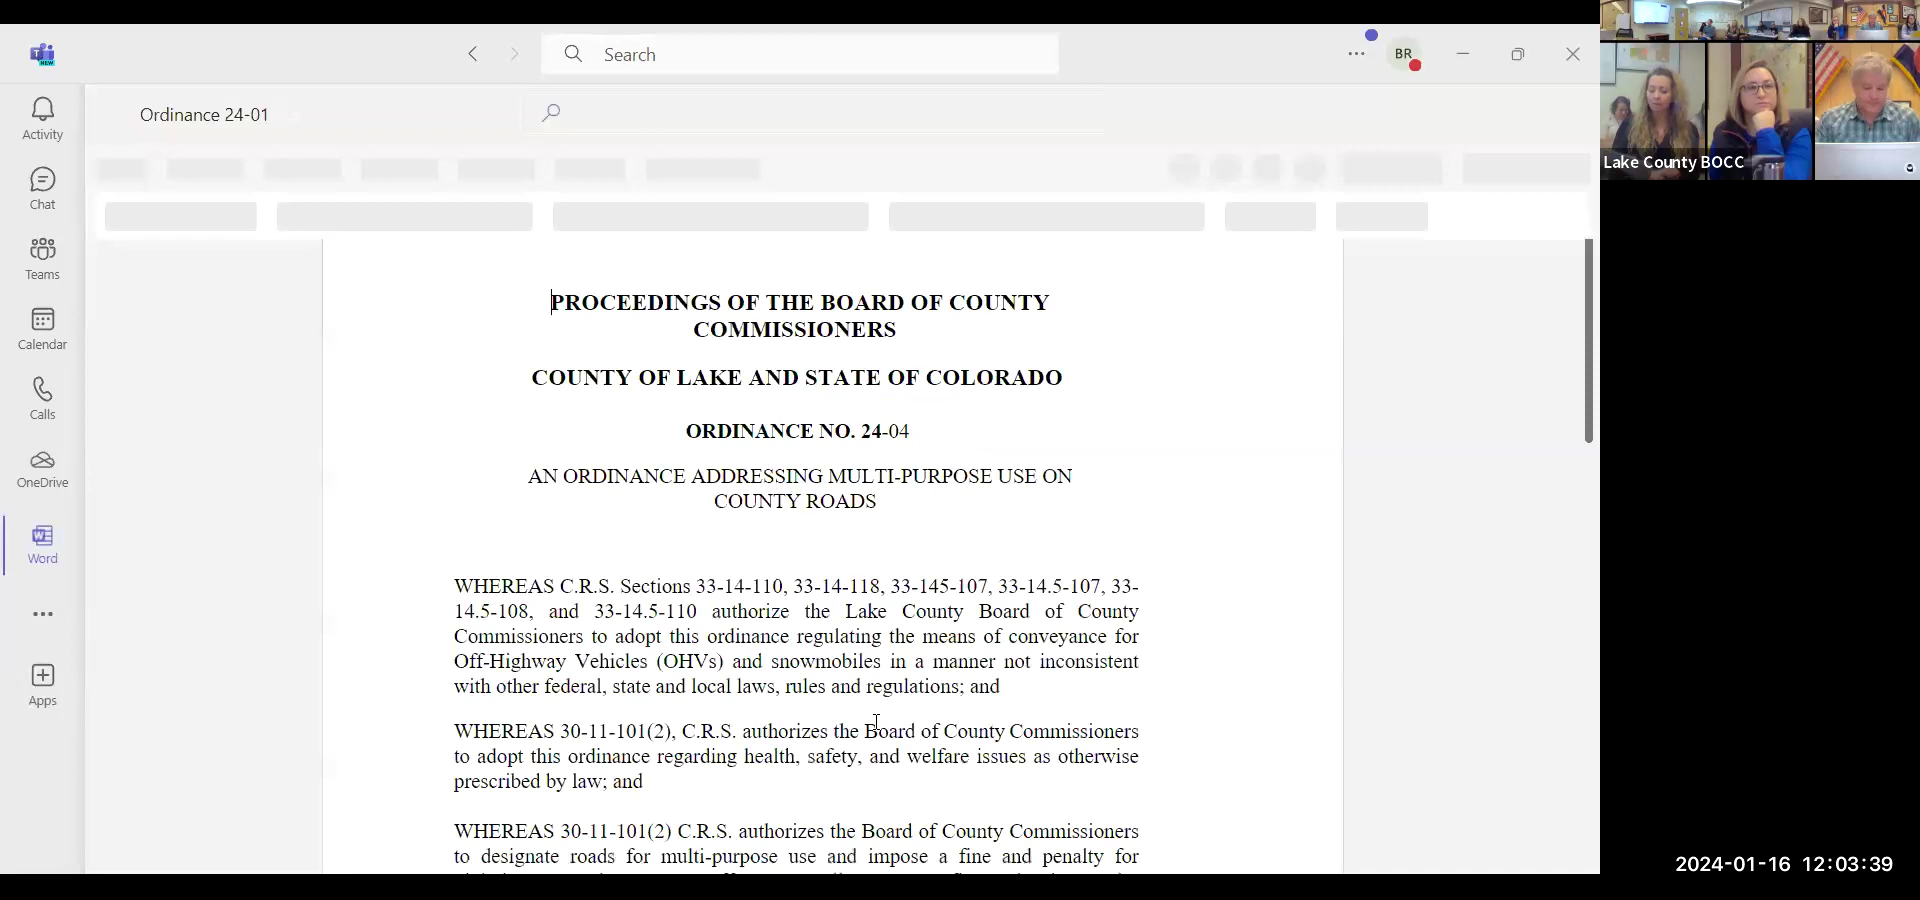 Search
BR
Ordinance 24-01
Activity
Chat
Teams
Calendar
Calls
OneDrive
Word
Apps
PROCEEDINGS OF THE BOARD OF COUNTY
COMMISSIONERS
COUNTY OF LAKE AND STATE OF COLORADO
ORDINANCE NO. 24-04
AN ORDINANCE ADDRESSING MULTI-PURPOSE USE ON
COUNTY ROADS
WHEREAS C.R.S. Sections 33-14-110, 33-14-118, 33-145-107, 33-14.5-107, 33-
14.5-108, and 33-14.5-110 authorize the Lake County Board of County
Commissioners to adopt this ordinance regulating the means of conveyance for
Off-Highway Vehicles (OHVs) and snowmobiles in a manner not inconsistent
with other federal, state and local laws, rules and regulations; and
WHEREAS 30-11-101(2), C.R.S. authorizes the Board of County Commissioners
to adopt this ordinance regarding health, safety, and welfare issues as otherwise
prescribed by law; and
WHEREAS 30-11-101(2) C.R.S. authorizes the Board of County Commissioners
to designate roads for multi-purpose use and impose a fine and penalty for
Lake County BOCC
2024-01-16 12:03:39